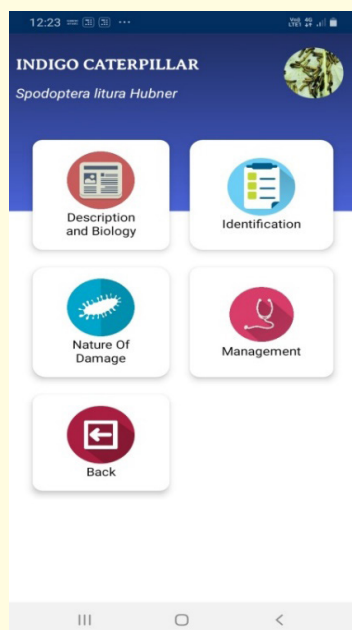 12:23
INDIGO CATERPILLAR
Spodoptera litura Hubner
Description
and Biology
Identification
Nature Of
Damage
Management
Back